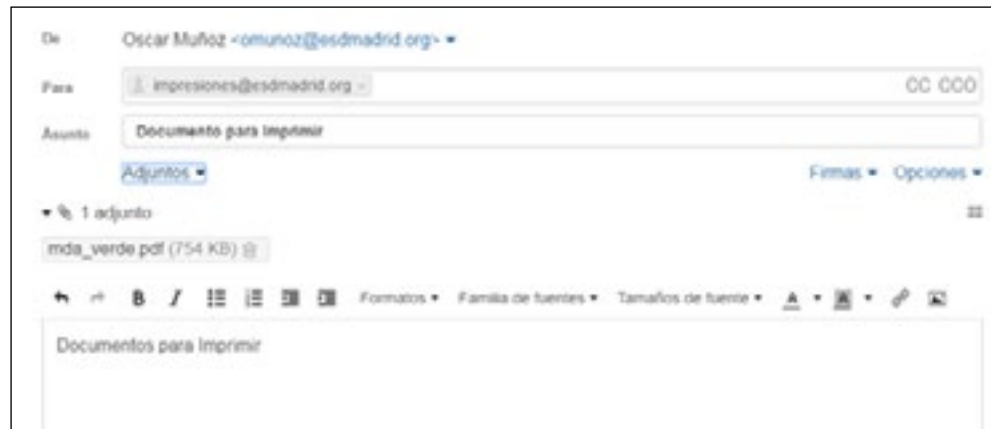 De Oscar Muñoz <omunoz@esdmadrid.org>
Para impresiones@esdmadrid.org CC CCO
Asunto Documento para Imprimir
Adjuntos Firmas Opciones
1 adjunto
mda_verde.pdf (754 KB)
B I Formatos Familia de fuentes Tamaños de fuente A A
Documentos para Imprimir